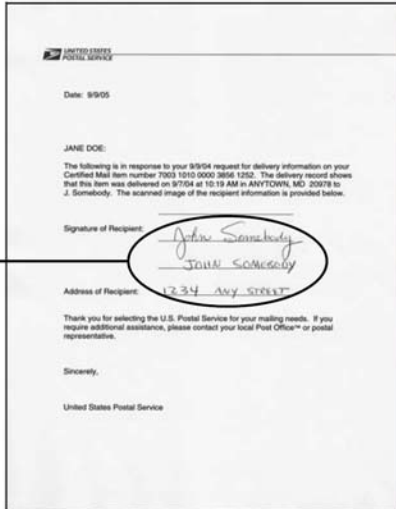 UNITED STATES
POSTAL SERVICE
Date: 9/9/05
JANE DOE:
The following is in response to your 9/9/04 request for delivery information on your
Certified Mail item number 7003 1010 0000 3856 1252. The delivery record shows
that this item was delivered on 9/7/04 at 10:19 AM in ANYTOWN, MD 20978 to
J. Somebody. The scanned image of the recipient information is provided below.
Signature of Recipient:
John Somebody
JOHN SOMEBODY
Address of Recipient: 1234 ANY STREET
Thank you for selecting the U.S. Postal Service for your mailing needs. If you
require additional assistance, please contact your local Post Office™ or postal
representative.
Sincerely,
United States Postal Service